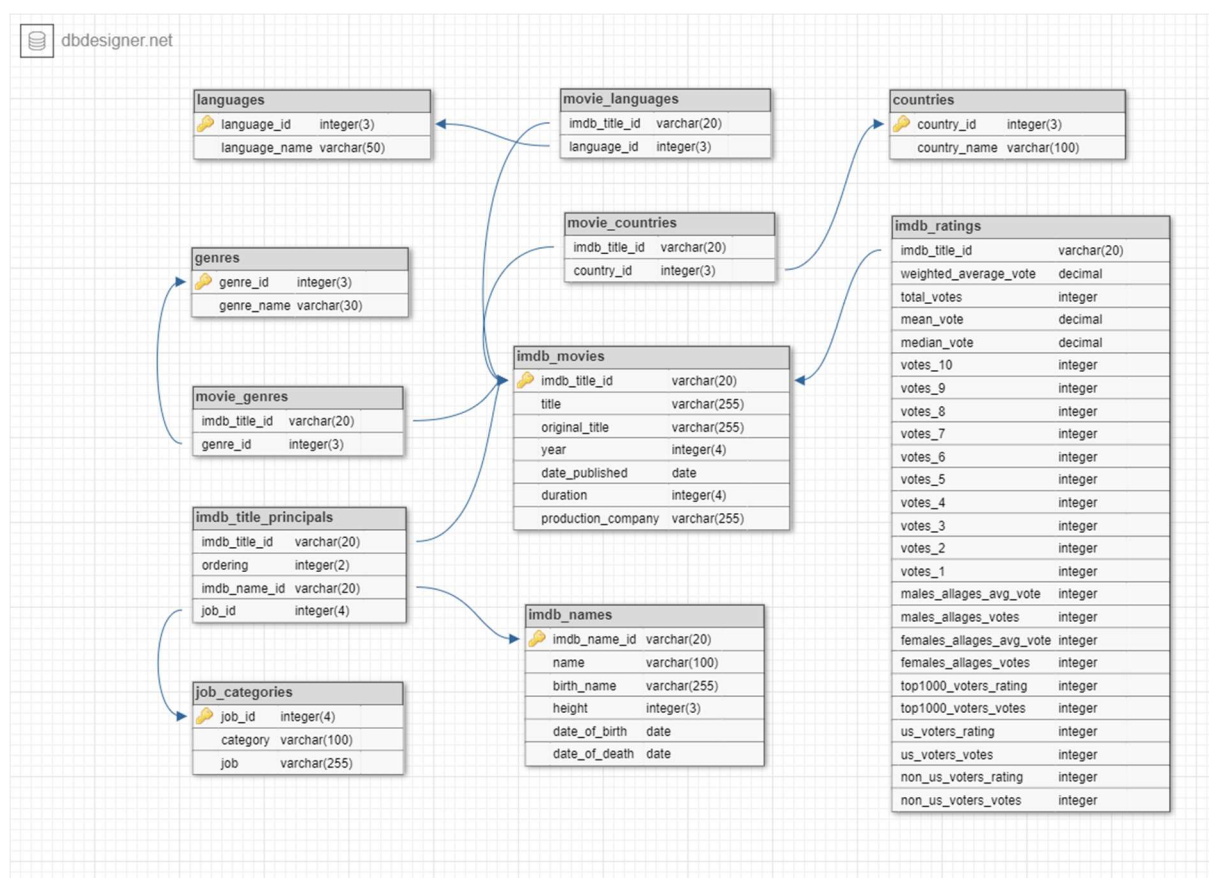 dbdesigner.net
languages
language_id integer(3)
language_name varchar(50)
movie_languages
imdb_title_id varchar(20)
language_id integer(3)
countries
country_id integer(3)
country_name varchar(100)
movie_countries
imdb_title_id varchar(20)
country_id integer(3)
imdb_ratings
imdb_title_id varchar(20)
weighted_average_vote decimal
total_votes integer
mean_vote decimal
median_vote decimal
votes_10 integer
votes_9 integer
votes_8 integer
votes_7 integer
votes_6 integer
votes_5 integer
votes_4 integer
votes_3 integer
votes_2 integer
votes_1 integer
males_allages_avg_vote integer
males_allages_votes integer
females_allages_avg_vote integer
females_allages_votes integer
top1000_voters_rating integer
top1000_voters_votes integer
us_voters_rating integer
us_voters_votes integer
non_us_voters_rating integer
non_us_voters_votes integer
genres
genre_id integer(3)
genre_name varchar(30)
imdb_movies
imdb_title_id varchar(20)
title varchar(255)
original_title varchar(255)
year integer(4)
date_published date
duration integer(4)
production_company varchar(255)
movie_genres
imdb_title_id varchar(20)
genre_id integer(3)
imdb_title_principals
imdb_title_id varchar(20)
ordering integer(2)
imdb_name_id varchar(20)
job_id integer(4)
imdb_names
imdb_name_id varchar(20)
name varchar(100)
birth_name varchar(255)
height integer(3)
date_of_birth date
date_of_death date
job_categories
job_id integer(4)
category varchar(100)
job varchar(255)